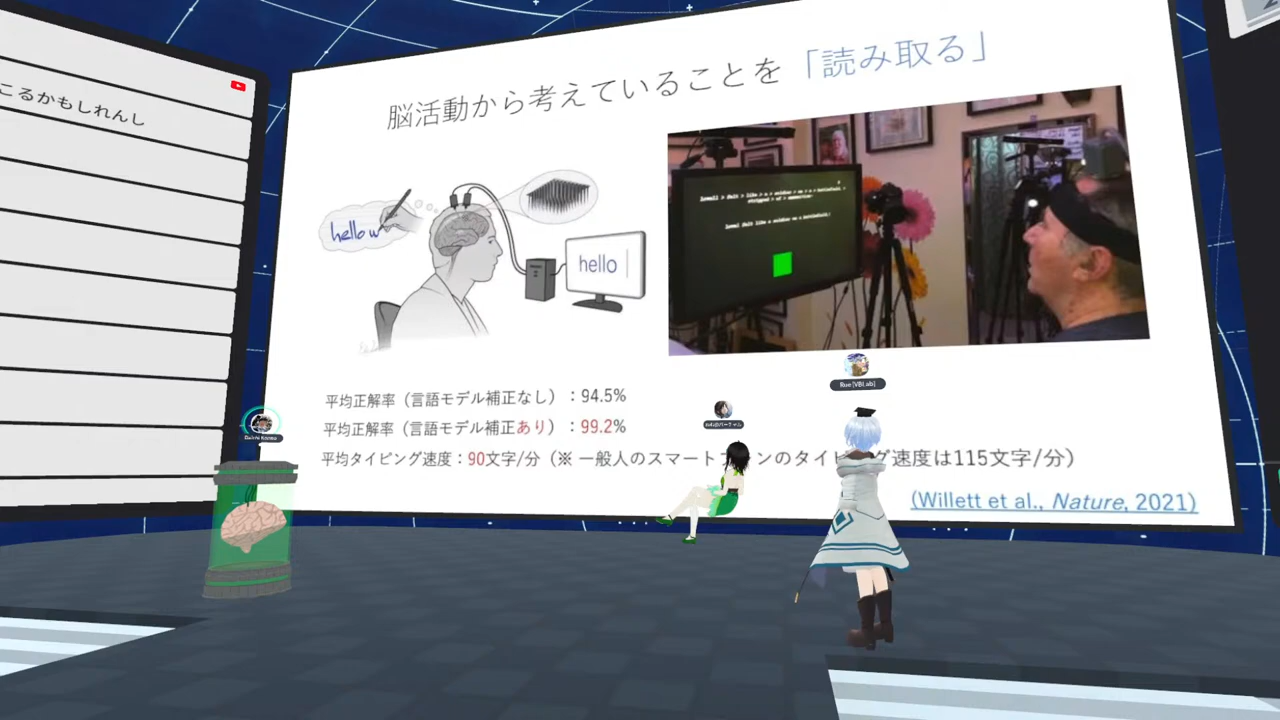 こるかもしれんし
脳活動から考えていることを「読み取る」
hello w
hello
平均正解率（言語モデル補正なし）：94.5%
平均正解率（言語モデル補正あり）：99.2%
平均タイピング速度：90文字/分（※ 一般人のスマートフォンのタイピング速度は115文字/分）
(Willett et al., Nature, 2021)
Rue [VBLab]